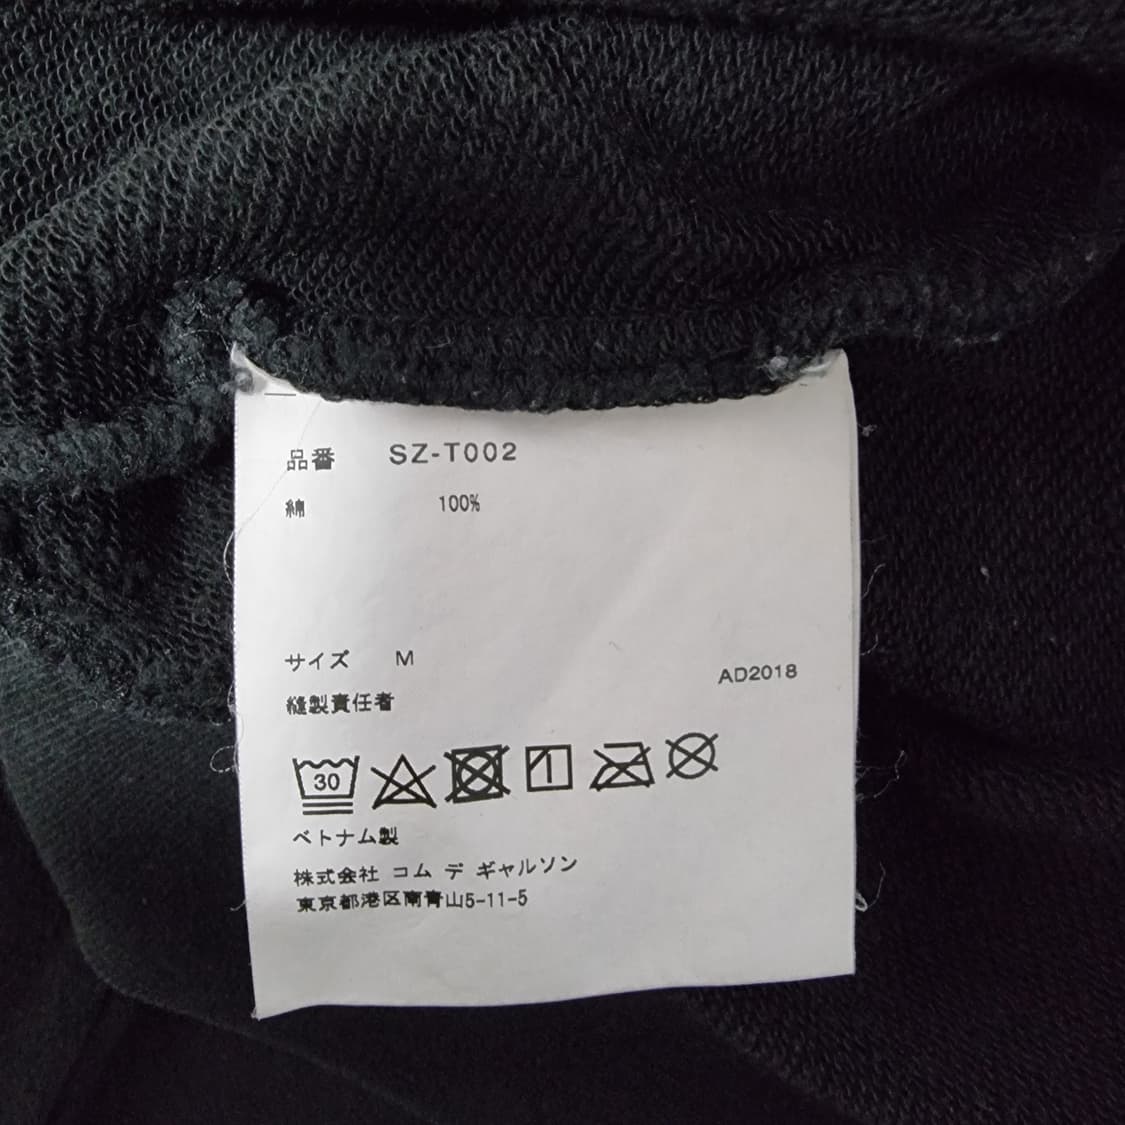 品番 SZ-T002
綿 100%
サイズ M
AD2018
縫製責任者
30
ベトナム製
株式会社 コム デ ギャルソン
東京都港区南青山5-11-5